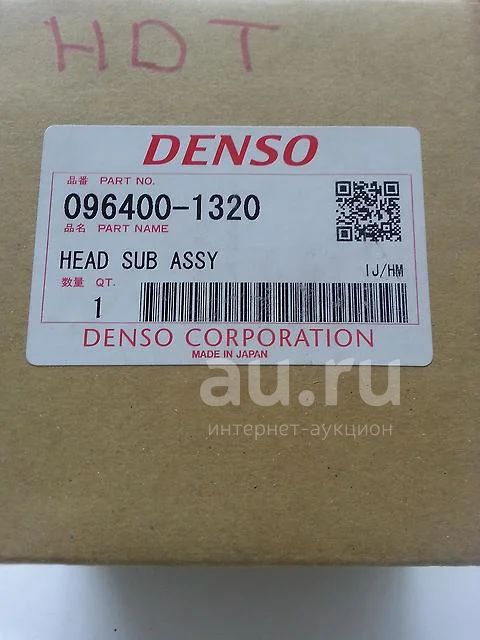 HDT
DENSO
品番 PART NO.
096400-1320
品名 PART NAME
HEAD SUB ASSY
IJ/HM
数量 QT.
1
DENSO CORPORATION
MADE IN JAPAN
au.ru
интернет-аукцион